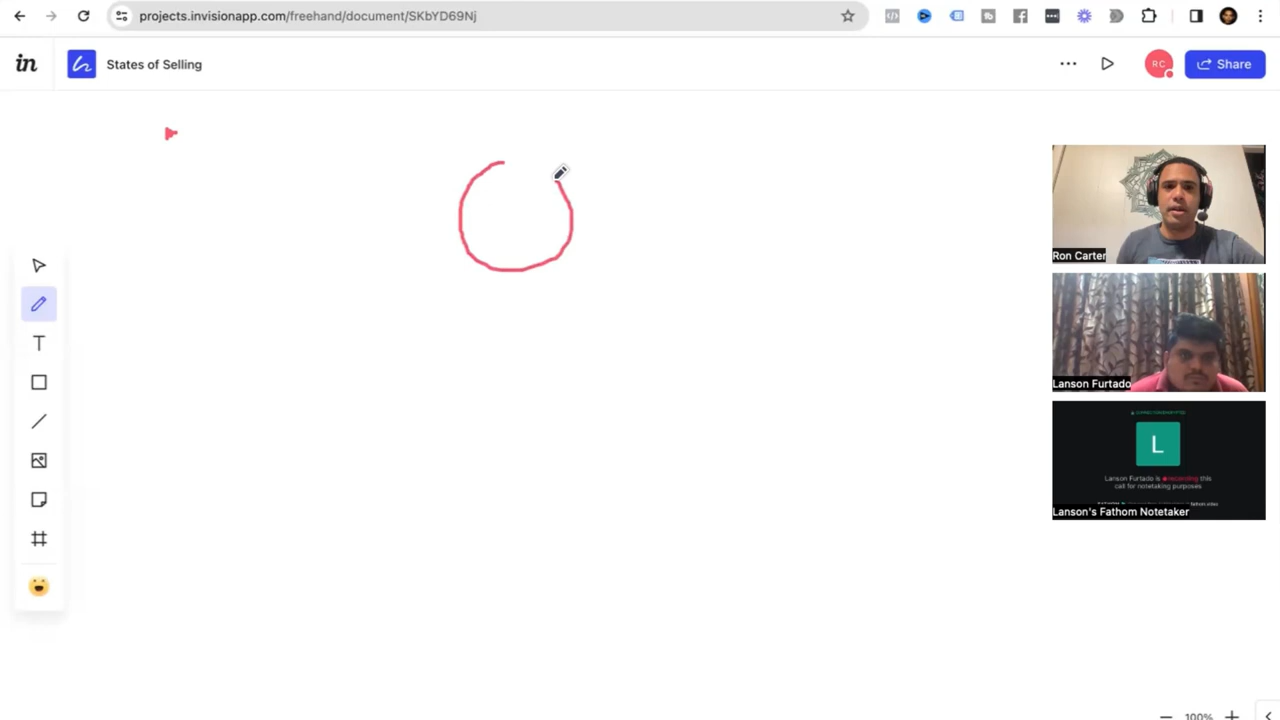 projects.invisionapp.com/freehand/document/SKbYD69Nj
in
States of Selling
RC
Share
Ron Carter
T
Lanson Furtado
L
Lanson Furtado is recording this
call for notetaking purposes
Lanson's Fathom Notetaker
100%